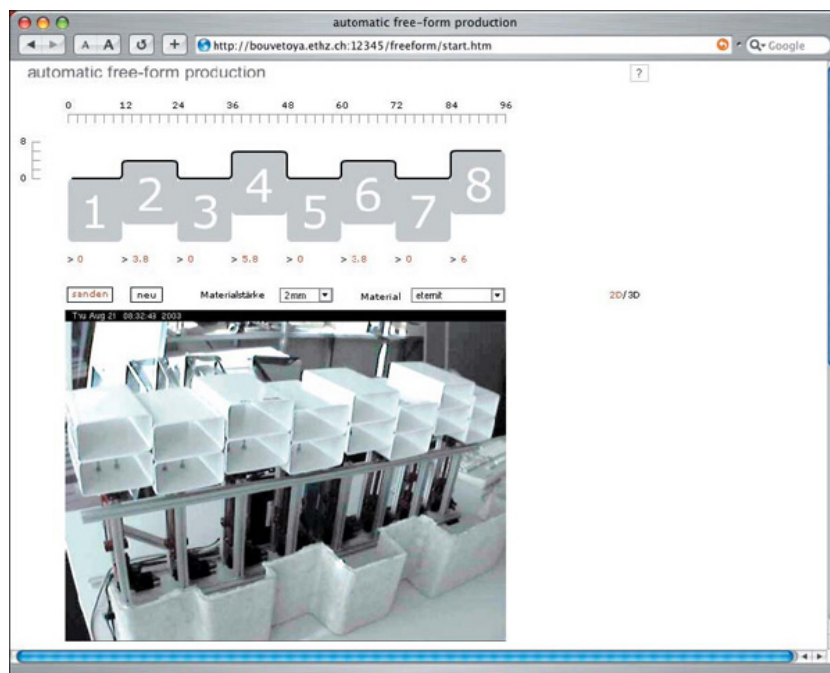 automatic free-form production
A A + http://bouvetoya.ethz.ch:12345/freeform/start.htm Google
automatic free-form production ?
0 12 24 36 48 60 72 84 96
8
0
1 2 3 4 5 6 7 8
> 0 > 3.8 > 0 > 5.8 > 0 > 3.8 > 0 > 6
senden neu Materialstärke 2mm Material eternit 2D/3D
Thu Aug 21 08:32:49 2003